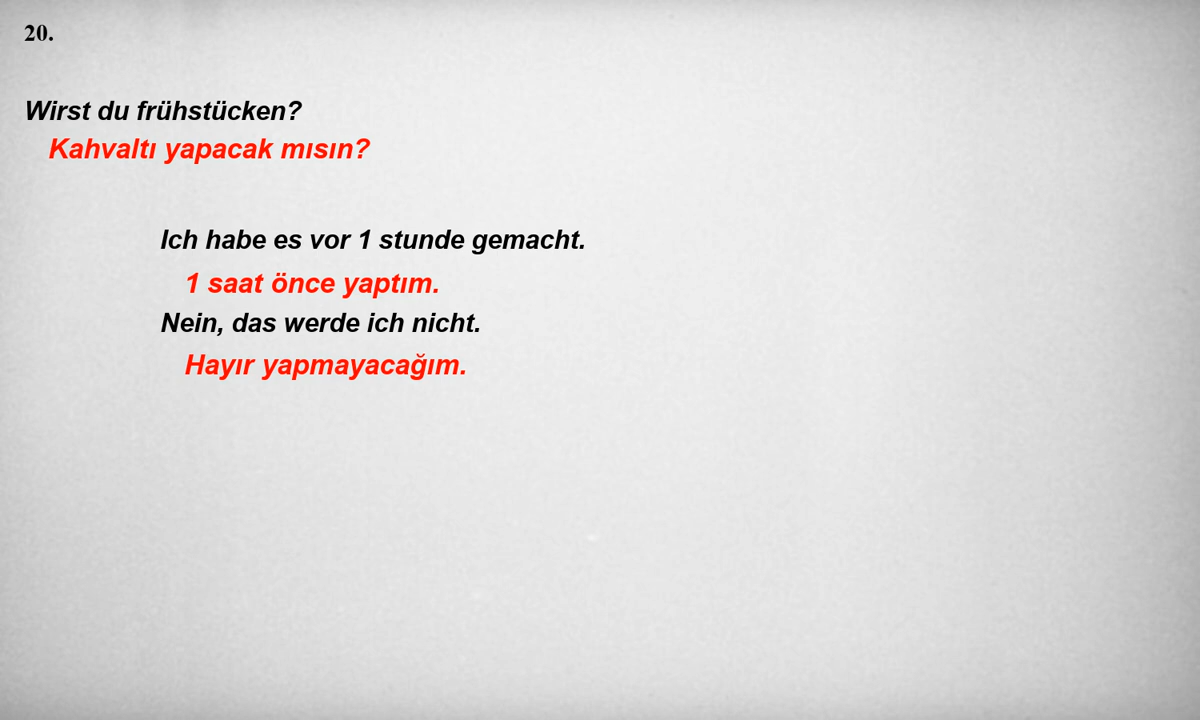 20.
Wirst du frühstücken?
Kahvaltı yapacak mısın?
Ich habe es vor 1 stunde gemacht.
1 saat önce yaptım.
Nein, das werde ich nicht.
Hayır yapmayacağım.